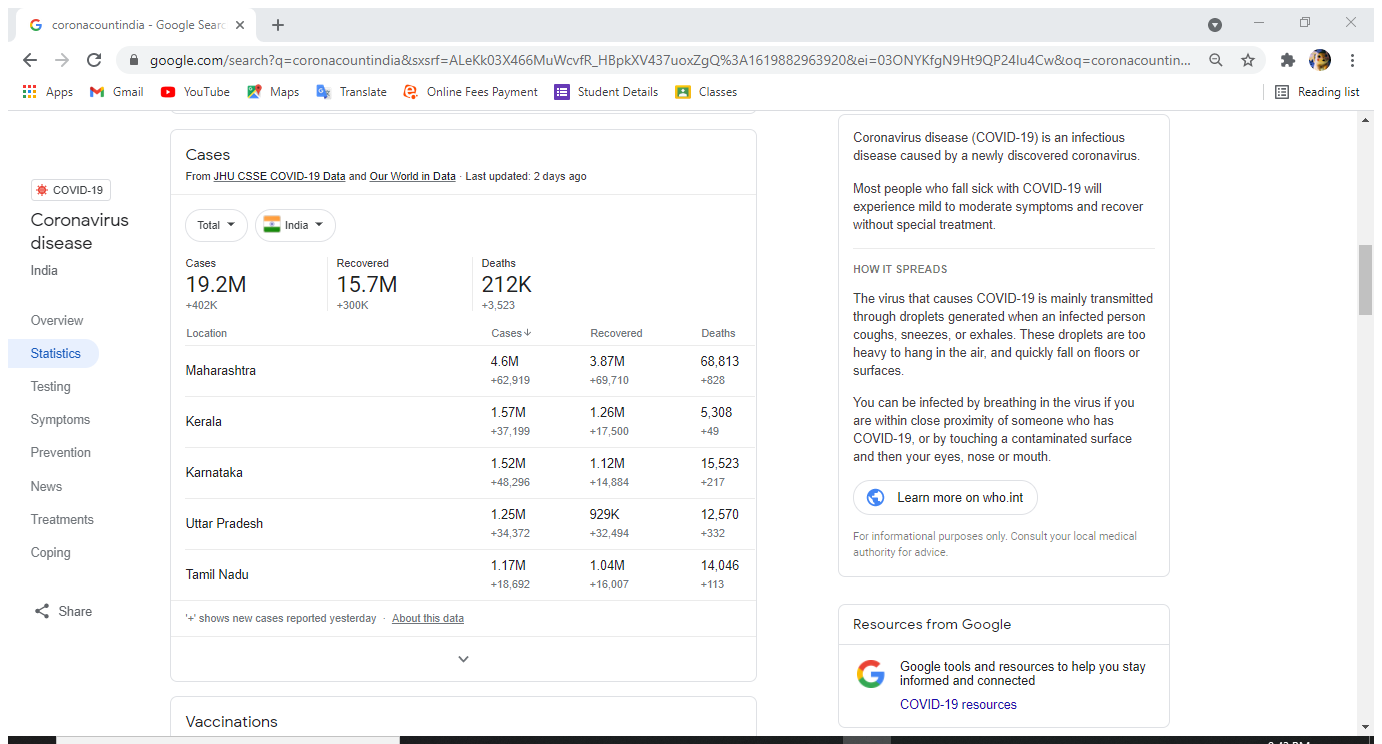 coronacountindia - Google Searc
google.com/search?q=coronacountindia&sxsrf=ALeKk03X466MuWcvfR_HBpkXV437uoxZgQ%3A1619882963920&ei=03ONYKfgN9Ht9QP24Iu4Cw&oq=coronacountin...
Apps Gmail YouTube Maps Translate Online Fees Payment Student Details Classes Reading list
COVID-19
Coronavirus
disease
India
Overview
Statistics
Testing
Symptoms
Prevention
News
Treatments
Coping
Share
Cases
From JHU CSSE COVID-19 Data and Our World in Data · Last updated: 2 days ago
Total India
Cases Recovered Deaths
19.2M 15.7M 212K
+402K +300K +3,523
Location Cases↓ Recovered Deaths
Maharashtra 4.6M 3.87M 68,813
+62,919 +69,710 +828
Kerala 1.57M 1.26M 5,308
+37,199 +17,500 +49
Karnataka 1.52M 1.12M 15,523
+48,296 +14,884 +217
Uttar Pradesh 1.25M 929K 12,570
+34,372 +32,494 +332
Tamil Nadu 1.17M 1.04M 14,046
+18,692 +16,007 +113
'+' shows new cases reported yesterday · About this data
Vaccinations
Coronavirus disease (COVID-19) is an infectious
disease caused by a newly discovered coronavirus.
Most people who fall sick with COVID-19 will
experience mild to moderate symptoms and recover
without special treatment.
HOW IT SPREADS
The virus that causes COVID-19 is mainly transmitted
through droplets generated when an infected person
coughs, sneezes, or exhales. These droplets are too
heavy to hang in the air, and quickly fall on floors or
surfaces.
You can be infected by breathing in the virus if you
are within close proximity of someone who has
COVID-19, or by touching a contaminated surface
and then your eyes, nose or mouth.
Learn more on who.int
For informational purposes only. Consult your local medical
authority for advice.
Resources from Google
Google tools and resources to help you stay
informed and connected
COVID-19 resources